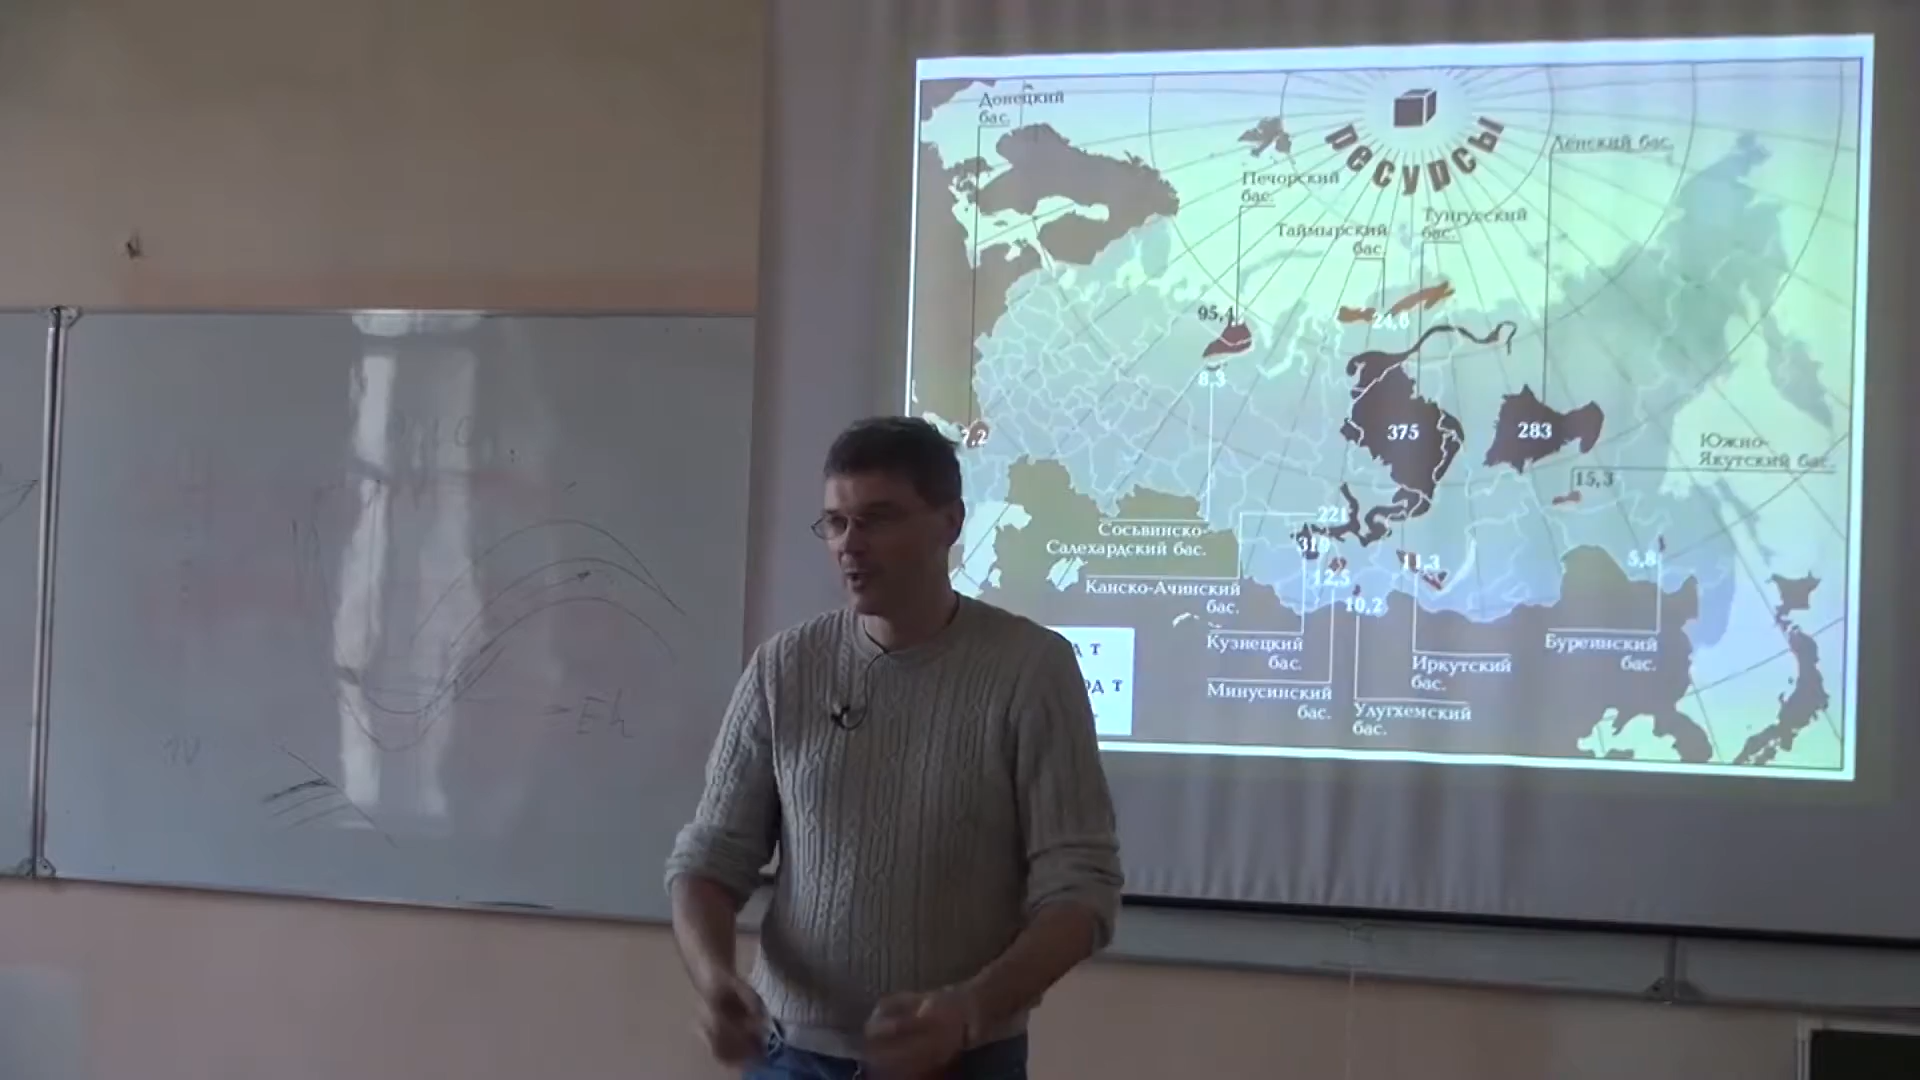 Донецкий
бас.
ресурсы
Ленский бас.
Печорский
бас.
Тунгусский
бас.
Таймырский
бас.
95,4
24,6
8,3
7,2
375
283
Южно-
Якутский бас.
15,3
221
Сосьвинско-
Салехардский бас.
310
5,8
11,3
12,5
Канско-Ачинский
бас.
10,2
Кузнецкий
бас.
Буреинский
бас.
Иркутский
бас.
Минусинский
бас.
Улугхемский
бас.
т
т
Eh